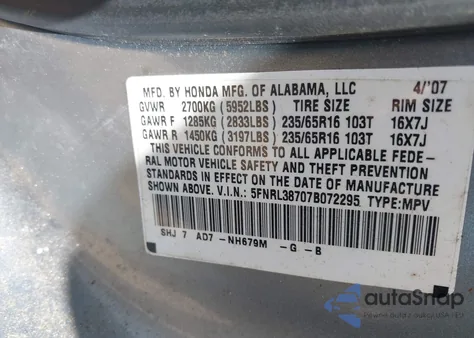 MFD. BY HONDA MFG. OF ALABAMA, LLC 4/'07
GVWR 2700KG (5952LBS) TIRE SIZE RIM SIZE
GAWR F 1285KG (2833LBS) 235/65R16 103T 16X7J
GAWR R 1450KG (3197LBS) 235/65R16 103T 16X7J
THIS VEHICLE CONFORMS TO ALL APPLICABLE FEDE-
RAL MOTOR VEHICLE SAFETY AND THEFT PREVENTION
STANDARDS IN EFFECT ON THE DATE OF MANUFACTURE
SHOWN ABOVE. V.I.N.: 5FNRL38707B072295 TYPE:MPV
SHJ 7 AD7 -NH679M -G -B
autoSnap